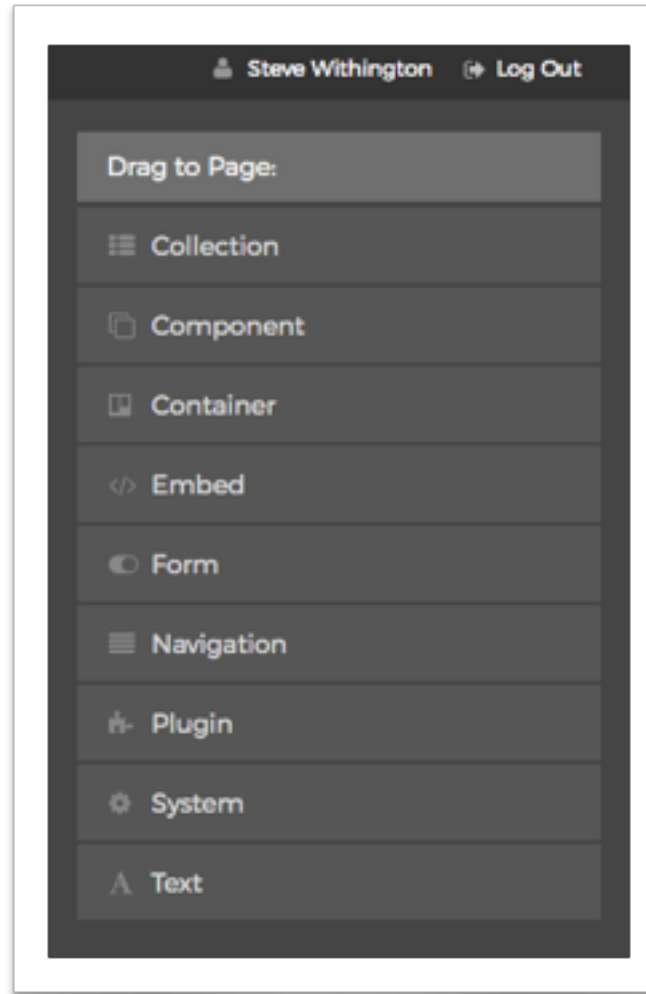 Steve Withington Log Out
Drag to Page:
Collection
Component
Container
Embed
Form
Navigation
Plugin
System
Text